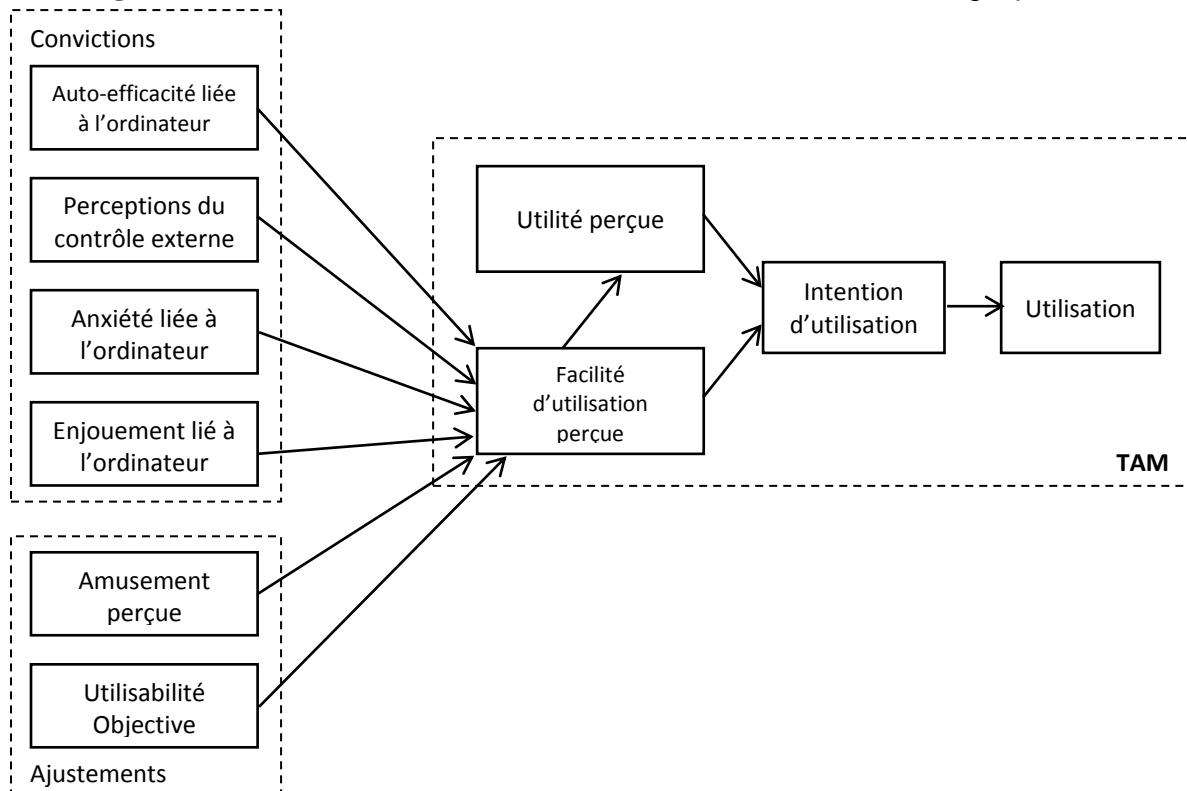 Convictions
Auto-efficacité liée
à l'ordinateur
Perceptions du
contrôle externe
Anxiété liée à
l'ordinateur
Enjouement lié à
l'ordinateur
Amusement
perçue
Utilisabilité
Objective
Ajustements
Utilité perçue
Facilité
d'utilisation
perçue
Intention
d'utilisation
Utilisation
TAM